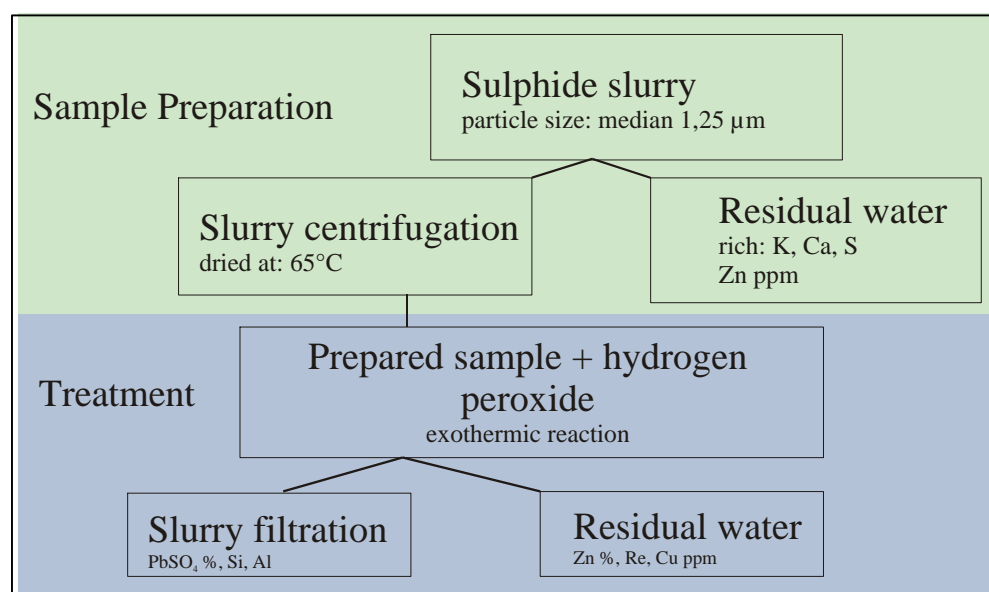 Sample Preparation
Sulphide slurry
particle size: median 1,25 µm
Slurry centrifugation
dried at: 65°C
Residual water
rich: K, Ca, S
Zn ppm
Treatment
Prepared sample + hydrogen
peroxide
exothermic reaction
Slurry filtration
PbSO₄ %, Si, Al
Residual water
Zn %, Re, Cu ppm